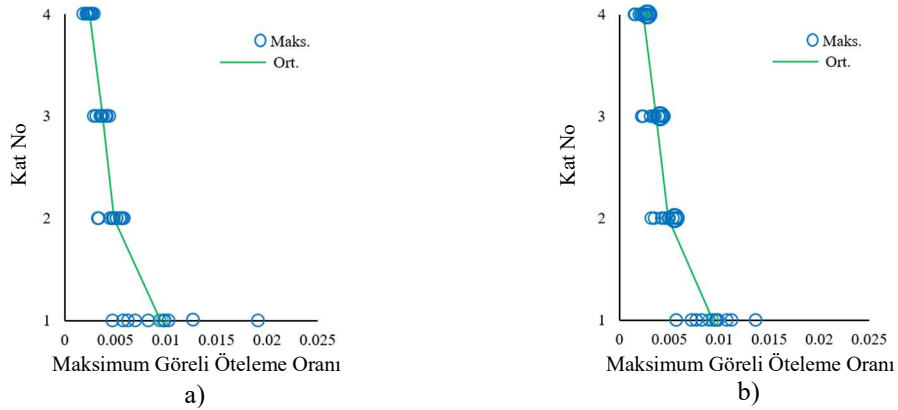 4
Maks.
Ort.
3
Kat No
2
1
0
0.005
0.01
0.015
0.02
0.025
Maksimum Göreli Öteleme Oranı
a)
4
Maks.
Ort.
3
Kat No
2
1
0
0.005
0.01
0.015
0.02
0.025
Maksimum Göreli Öteleme Oranı
b)